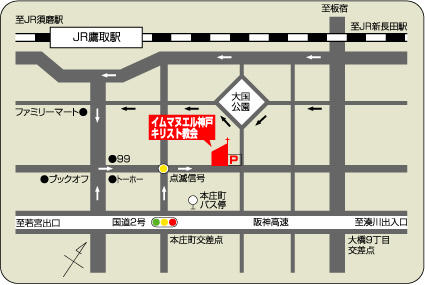 至板宿
至JR須磨駅
至JR新長田駅
JR鷹取駅
大国
公園
ファミリーマート●
イムマヌエル神戸
キリスト教会
P
●99
●ブックオフ
●トーホー
点滅信号
本庄町
バス停
至若宮出口
国道2号
阪神高速
至湊川出入口
本庄町交差点
大橋9丁目
交差点